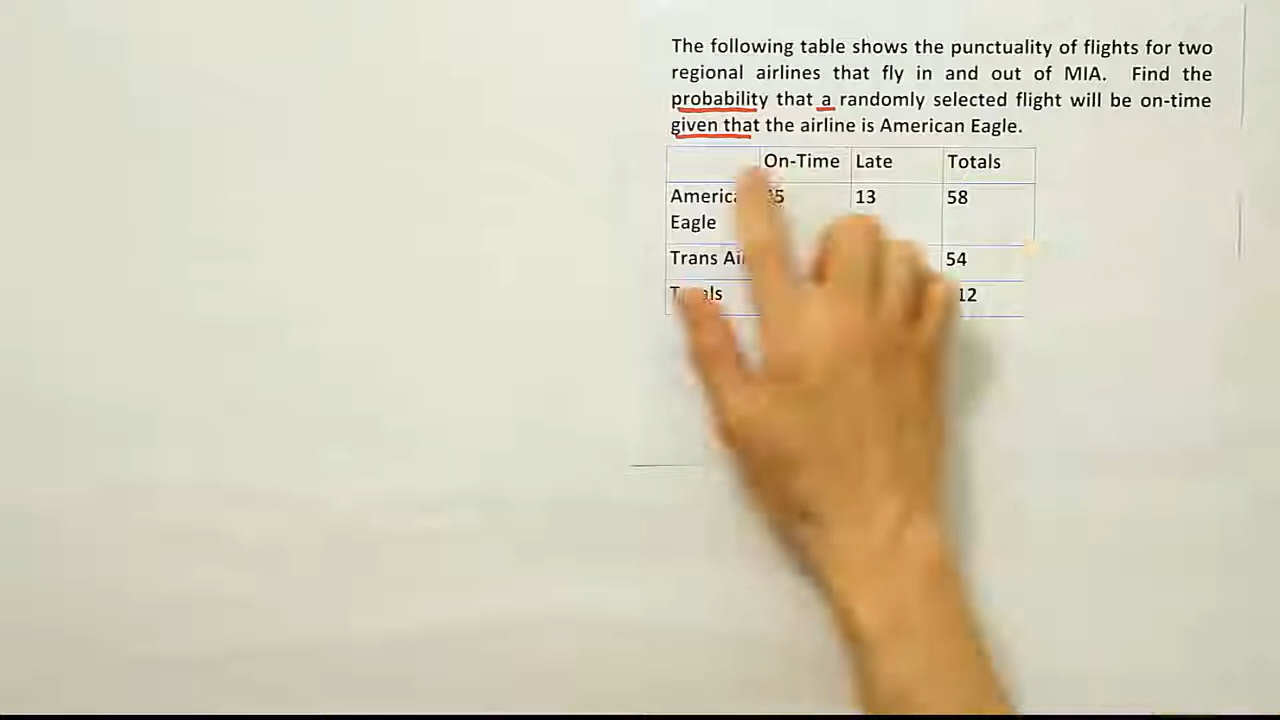 The following table shows the punctuality of flights for two
regional airlines that fly in and out of MIA. Find the
probability that a randomly selected flight will be on-time
given that the airline is American Eagle.
On-Time Late Totals
13 58
Eagle
Trans 54
Totals